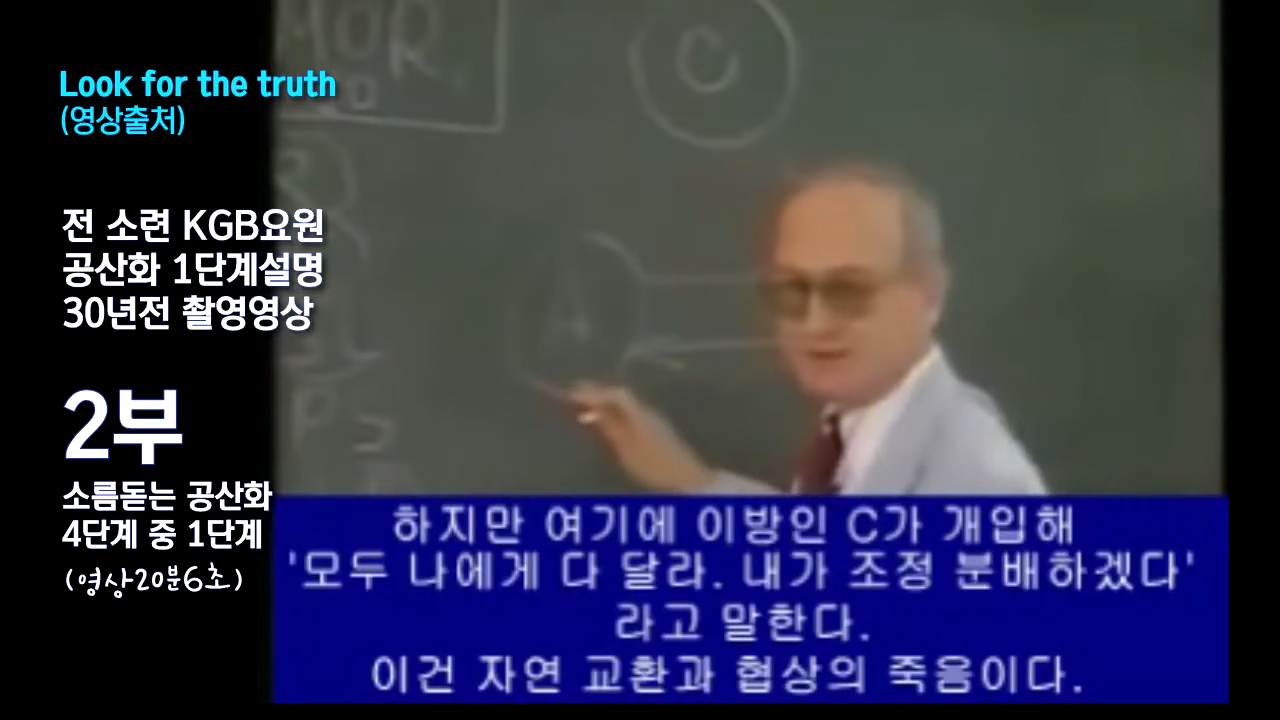 Look for the truth
(영상출처)
전 소련 KGB요원
공산화 1단계설명
30년전 촬영영상
2부
소름돋는 공산화
4단계 중 1단계
(영상20분6초)
MOR.
C
A
하지만 여기에 이방인 C가 개입해
'모두 나에게 다 달라. 내가 조정 분배하겠다'
라고 말한다.
이건 자연 교환과 협상의 죽음이다.